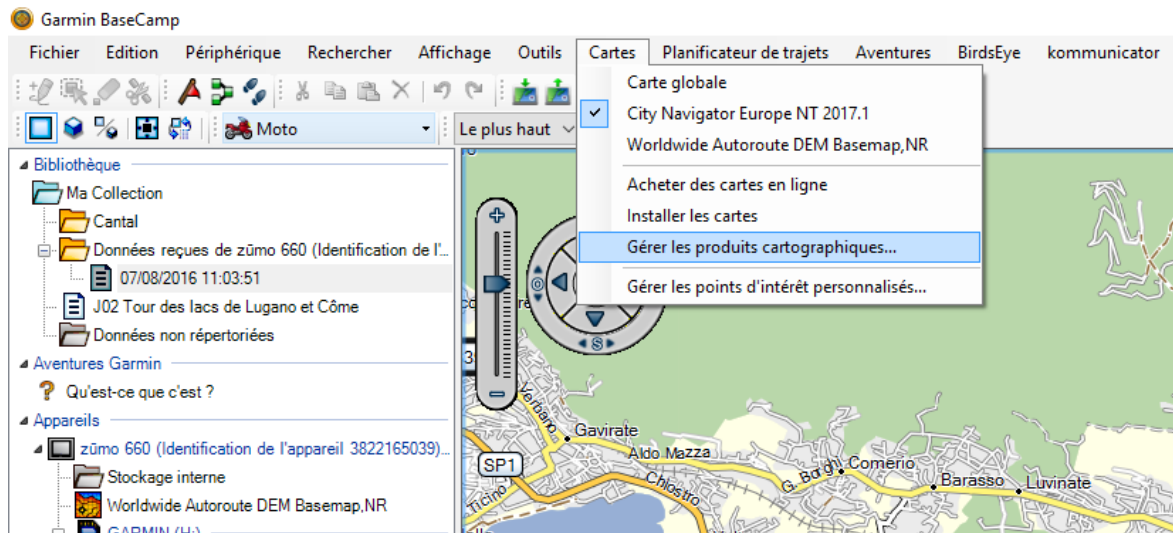 Garmin BaseCamp
Fichier Edition Périphérique Rechercher Affichage Outils Cartes Planificateur de trajets Aventures BirdsEye kommunicator
Moto
Le plus haut
Carte globale
City Navigator Europe NT 2017.1
Worldwide Autoroute DEM Basemap,NR
Acheter des cartes en ligne
Installer les cartes
Gérer les produits cartographiques...
Gérer les points d'intérêt personnalisés...
Bibliothèque
Ma Collection
Cantal
Données reçues de zūmo 660 (Identification de l'...
07/08/2016 11:03:51
J02 Tour des lacs de Lugano et Côme
Données non répertoriées
Aventures Garmin
Qu'est-ce que c'est ?
Appareils
zūmo 660 (Identification de l'appareil 3822165039)...
Stockage interne
Worldwide Autoroute DEM Basemap,NR
GARMIN (H:)
O
S
Verbano
Gavirate
SP1
Aldo Mazza
Chiostro
G. Borghi
Comerio
Barasso
Luvinate
Ticino